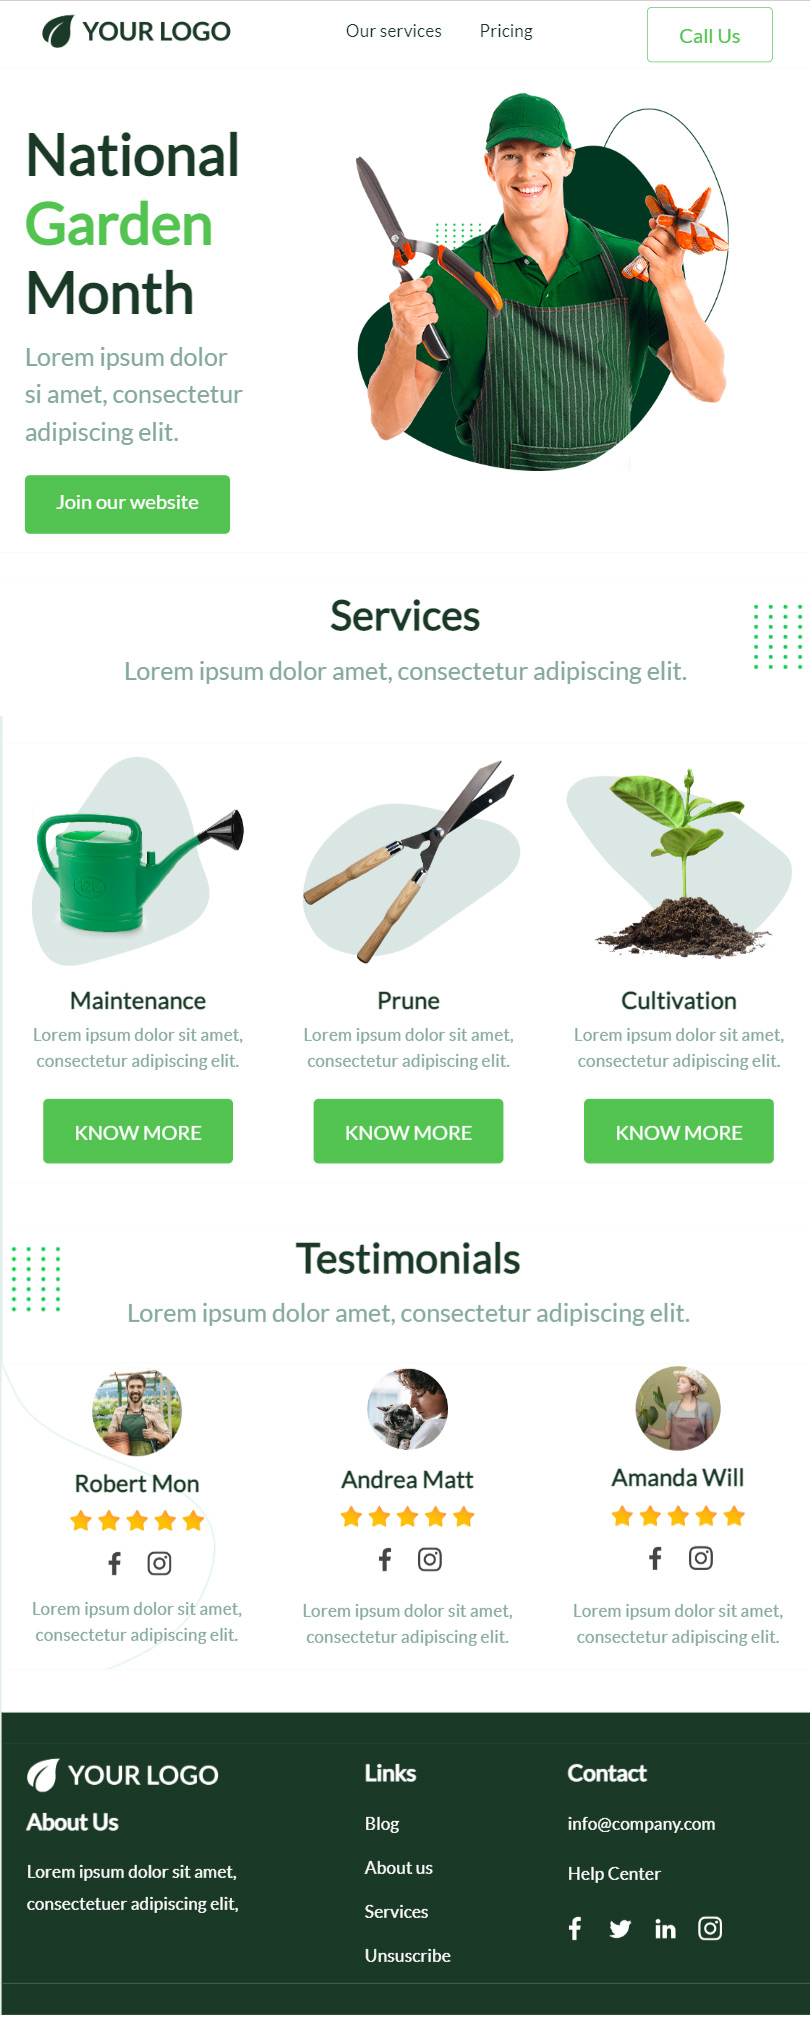 YOUR LOGO
Our services
Pricing
Call Us
National
Garden
Month
Lorem ipsum dolor
si amet, consectetur
adipiscing elit.
Join our website
Services
Lorem ipsum dolor amet, consectetur adipiscing elit.
12L
Maintenance
Lorem ipsum dolor sit amet,
consectetur adipiscing elit.
KNOW MORE
Prune
Lorem ipsum dolor sit amet,
consectetur adipiscing elit.
KNOW MORE
Cultivation
Lorem ipsum dolor sit amet,
consectetur adipiscing elit.
KNOW MORE
Testimonials
Lorem ipsum dolor amet, consectetur adipiscing elit.
Robert Mon
Lorem ipsum dolor sit amet,
consectetur adipiscing elit.
Andrea Matt
Lorem ipsum dolor sit amet,
consectetur adipiscing elit.
Amanda Will
Lorem ipsum dolor sit amet,
consectetur adipiscing elit.
YOUR LOGO
About Us
Lorem ipsum dolor sit amet,
consectetuer adipiscing elit,
Links
Blog
About us
Services
Unsuscribe
Contact
info@company.com
Help Center